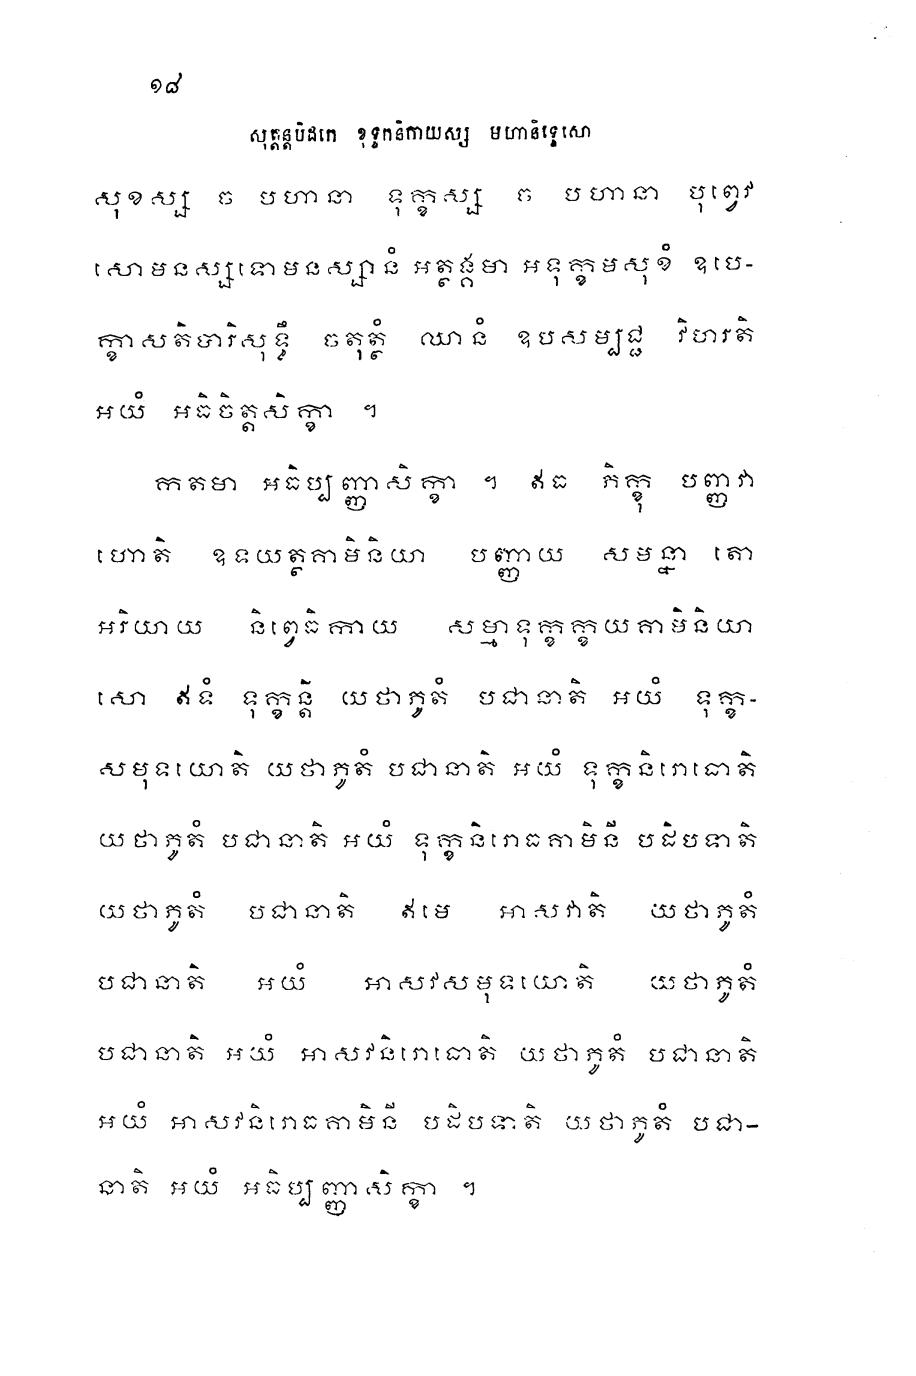 ១៨
សុត្តន្តបិដកេ ខុទ្ទកនិកាយស្ស មហានិទ្ទេសោ
សុខស្ស ច បហានា ទុក្ខស្ស ច បហានា បុព្វេវ
សោមនស្សទោមនស្សានំ អត្ថង្គមា អទុក្ខមសុខំ ឧបេ-
ក្ខាសតិបារិសុទ្ធឹ ចតុត្ថំ ឈានំ ឧបសម្បជ្ជ វិហរតិ
អយំ អធិចិត្តសិក្ខា ។
កតមា អធិប្បញ្ញាសិក្ខា ។ ឥធ ភិក្ខុ បញ្ញវា
ហោតិ ឧទយត្ថគាមិនិយា បញ្ញាយ សមន្នា គតោ
អរិយាយ និព្វេធិកាយ សម្មាទុក្ខក្ខយគាមិនិយា
សោ ឥទំ ទុក្ខន្តិ យថាភូតំ បជានាតិ អយំ ទុក្ខ-
សមុទយោតិ យថាភូតំ បជានាតិ អយំ ទុក្ខនិរោធោតិ
យថាភូតំ បជានាតិ អយំ ទុក្ខនិរោធគាមិនី បដិបទាតិ
យថាភូតំ បជានាតិ ឥមេ អាសវាតិ យថាភូតំ
បជានាតិ អយំ អាសវសមុទយោតិ យថាភូតំ
បជានាតិ អយំ អាសវនិរោធោតិ យថាភូតំ បជានាតិ
អយំ អាសវនិរោធគាមិនី បដិបទាតិ យថាភូតំ បជា-
នាតិ អយំ អធិប្បញ្ញាសិក្ខា ។